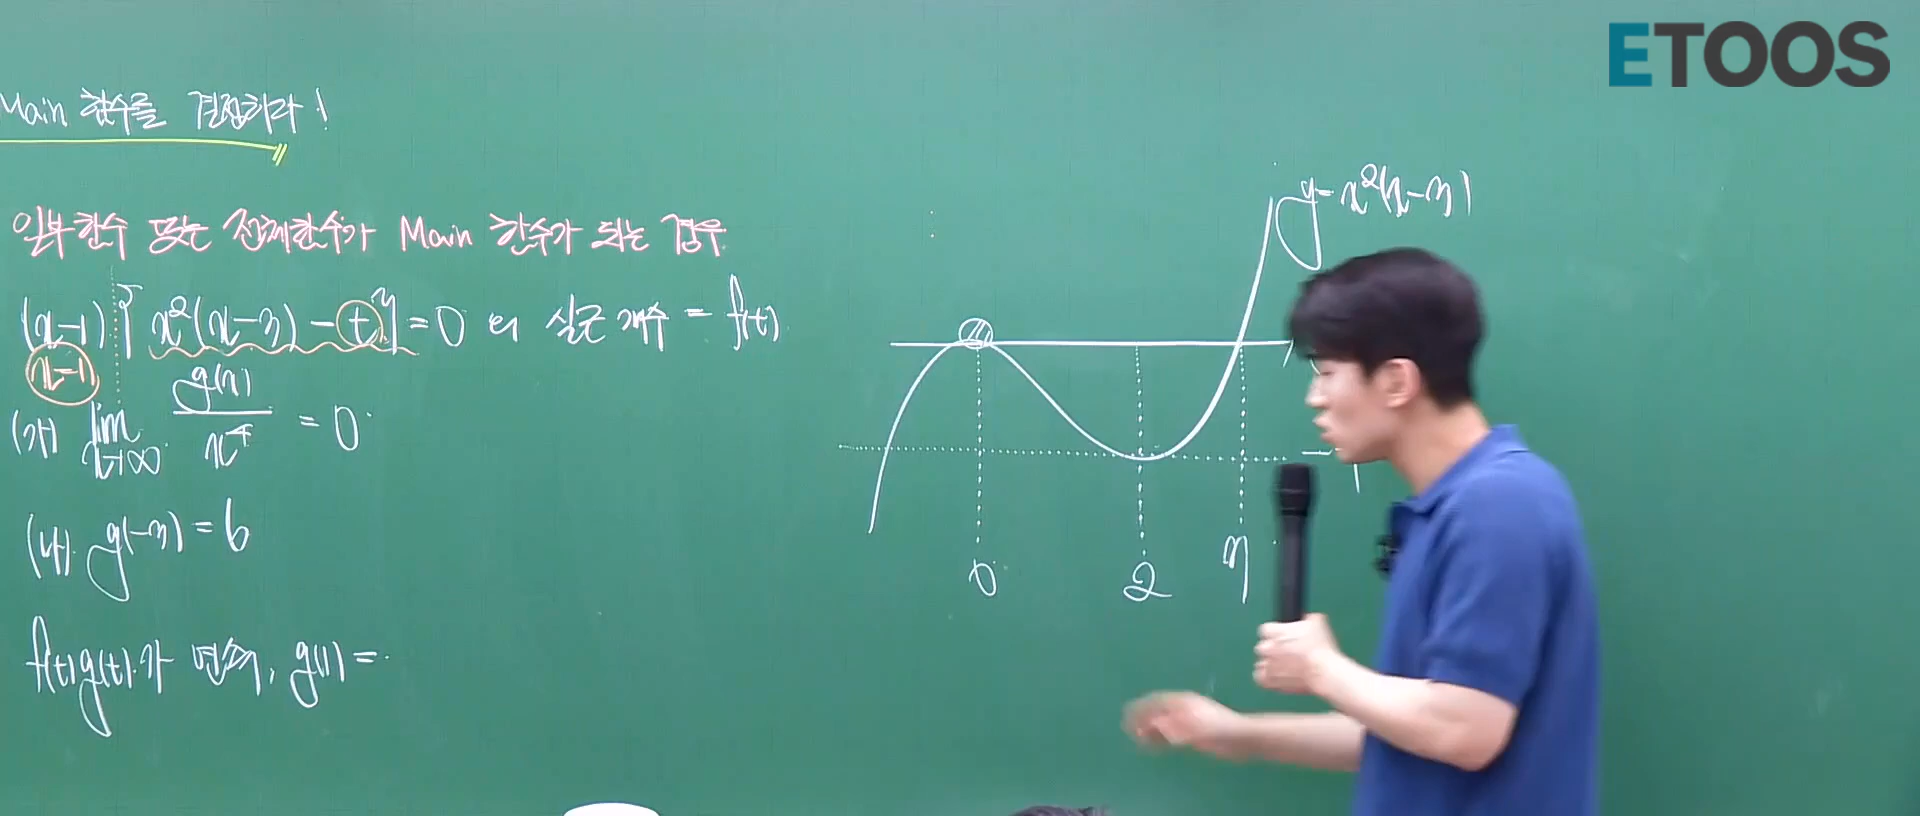 ETOOS
Main 함수를 결정하라!
일부함수 또는 전체함수가 Main 함수가 되는 경우
(x-1){x²(x-3)-t}=0 의 실근 개수 = f(t)
x=1
(가) lim x→∞ g(x)/x⁴ = 0
(나) g(-3)=6
f(t)g(t)가 연속, g(1)=
y=x²(x-3)
0 2 3